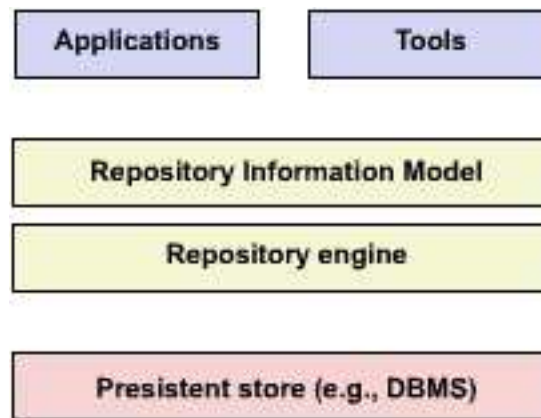 Applications Tools
Repository Information Model
Repository engine
Presistent store (e.g., DBMS)